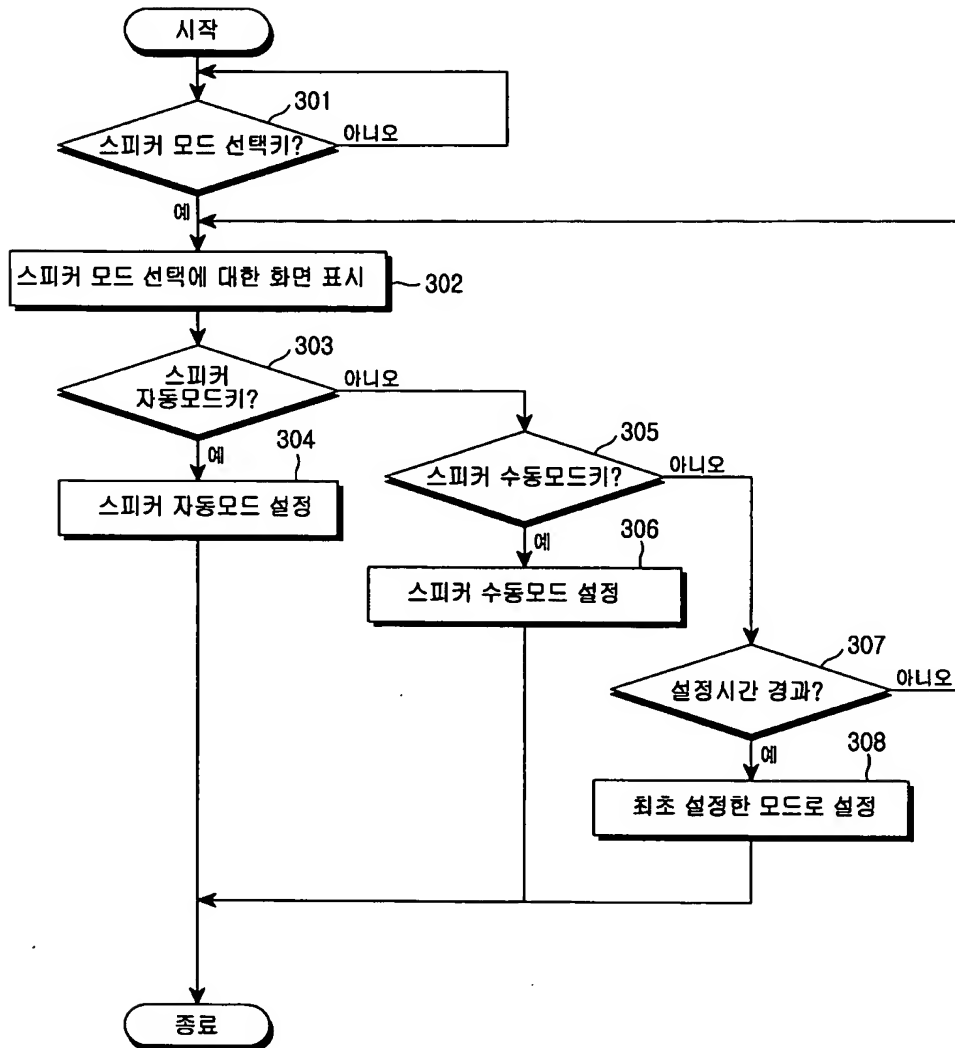 시작
301
스피커 모드 선택키?
아니오
예
스피커 모드 선택에 대한 화면 표시
302
303
스피커
자동모드키?
아니오
예
304
스피커 자동모드 설정
305
스피커 수동모드키?
아니오
예
306
스피커 수동모드 설정
307
설정시간 경과?
아니오
예
308
최초 설정한 모드로 설정
종료